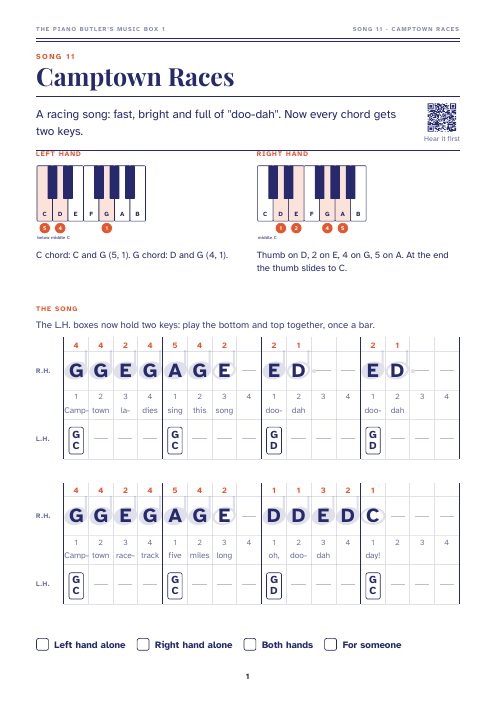 THE PIANO BUTLER'S MUSIC BOX 1
SONG 11 · CAMPTOWN RACES
SONG 11
Camptown Races
A racing song: fast, bright and full of "doo-dah". Now every chord gets
two keys.
Hear it first
LEFT HAND
RIGHT HAND
C D E F G A B
C D E F G A B
5 4 1
1 2 4 5
below middle C
middle C
C chord: C and G (5, 1). G chord: D and G (4, 1).
Thumb on D, 2 on E, 4 on G, 5 on A. At the end
the thumb slides to C.
THE SONG
The L.H. boxes now hold two keys: play the bottom and top together, once a bar.
4 4 2 4 5 4 2 2 1 2 1
R.H. G G E G A G E — E D — — E D — —
1 2 3 4 1 2 3 4 1 2 3 4 1 2 3 4
Camp- town la- dies sing this song doo- dah doo- dah
G G G G
L.H. — — — — — — — — — — — —
C C D D
4 4 2 4 5 4 2 1 1 3 2 1
R.H. G G E G A G E — D D E D C — — —
1 2 3 4 1 2 3 4 1 2 3 4 1 2 3 4
Camp- town race- track five miles long oh, doo- dah day!
G G G G
L.H. — — — — — — — — — — — —
C C D C
Left hand alone Right hand alone Both hands For someone
1